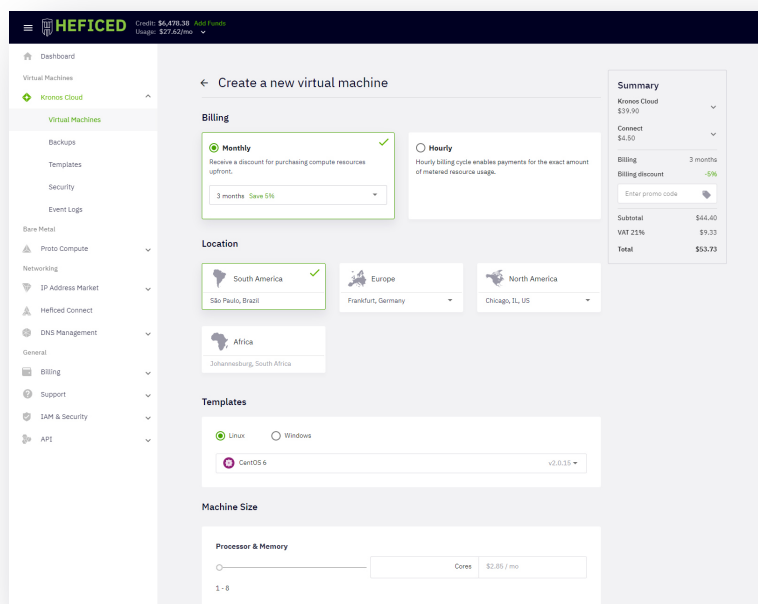 HEFICED
Credit: $6,478.38 Add Funds
Usage: $27.62/mo
Dashboard
Virtual Machines
Kronos Cloud
Virtual Machines
Backups
Templates
Security
Event Logs
Bare Metal
Proto Compute
Networking
IP Address Market
Heficed Connect
DNS Management
General
Billing
Support
IAM & Security
API
← Create a new virtual machine
Billing
Monthly
Receive a discount for purchasing compute resources
upfront.
3 months Save 5%
Hourly
Hourly billing cycle enables payments for the exact amount
of metered resource usage.
Location
South America
São Paulo, Brazil
Europe
Frankfurt, Germany
North America
Chicago, IL, US
Africa
Johannesburg, South Africa
Templates
Linux Windows
CentOS 6 v2.0.15
Machine Size
Processor & Memory
Cores $2.85 / mo
1 - 8
Summary
Kronos Cloud
$39.90
Connect
$4.50
Billing 3 months
Billing discount -5%
Enter promo code
Subtotal $44.40
VAT 21% $9.33
Total $53.73